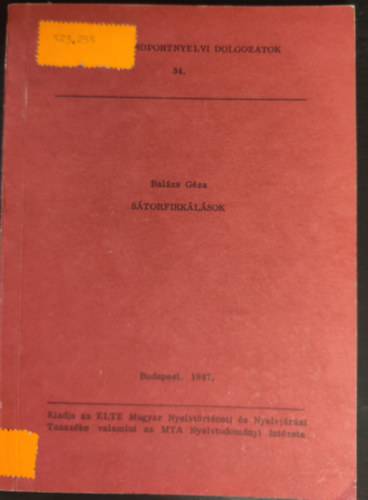 SOPORTNYELVI DOLGOZATOK
34.
Balázs Géza
SÁTORFIRKÁLÁSOK
Budapest. 1987.
Kiadja az ELTE Magyar Nyelvtörténeti és Nyelvjárási
Tanszéke valamint az MTA Nyelvtudományi Intézete